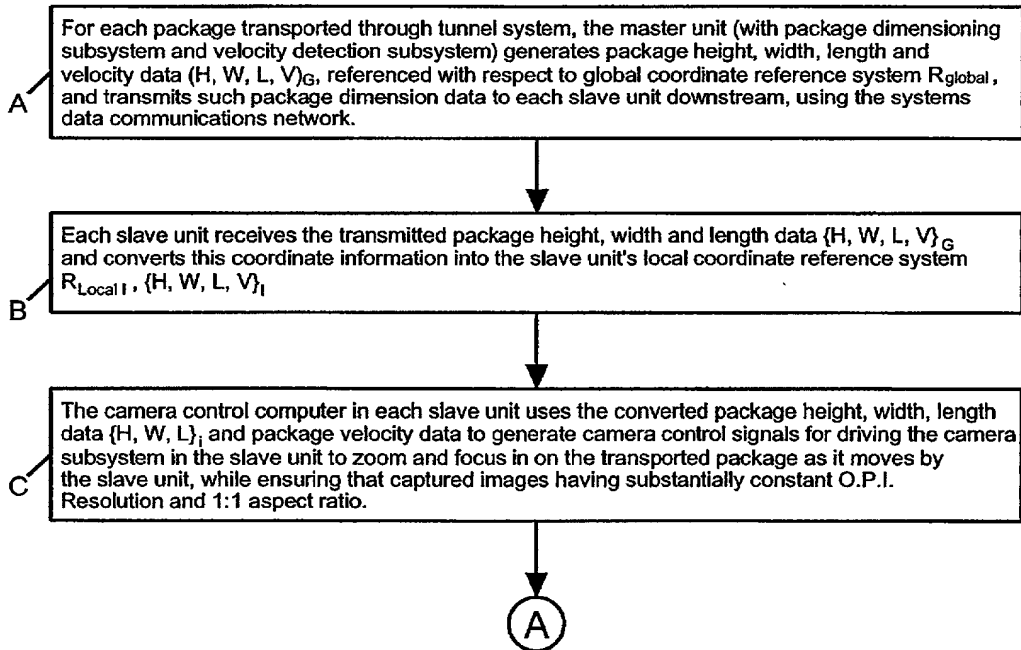 For each package transported through tunnel system, the master unit (with package dimensioning
subsystem and velocity detection subsystem) generates package height, width, length and
velocity data (H, W, L, V)G, referenced with respect to global coordinate reference system Rglobal,
and transmits such package dimension data to each slave unit downstream, using the systems
data communications network.
A
Each slave unit receives the transmitted package height, width and length data {H, W, L, V}G
and converts this coordinate information into the slave unit's local coordinate reference system
RLocal I , {H, W, L, V}I
B
The camera control computer in each slave unit uses the converted package height, width, length
data {H, W, L}i and package velocity data to generate camera control signals for driving the camera
subsystem in the slave unit to zoom and focus in on the transported package as it moves by
the slave unit, while ensuring that captured images having substantially constant O.P.I.
Resolution and 1:1 aspect ratio.
C
A